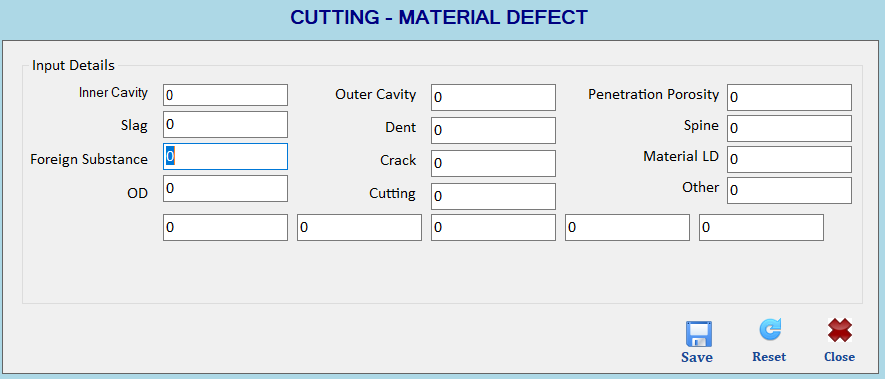 CUTTING - MATERIAL DEFECT
Input Details
Inner Cavity 0 Outer Cavity 0 Penetration Porosity 0
Slag 0 Dent 0 Spine 0
Foreign Substance 0 Crack 0 Material LD 0
OD 0 Cutting 0 Other 0
0 0 0 0 0
Save Reset Close